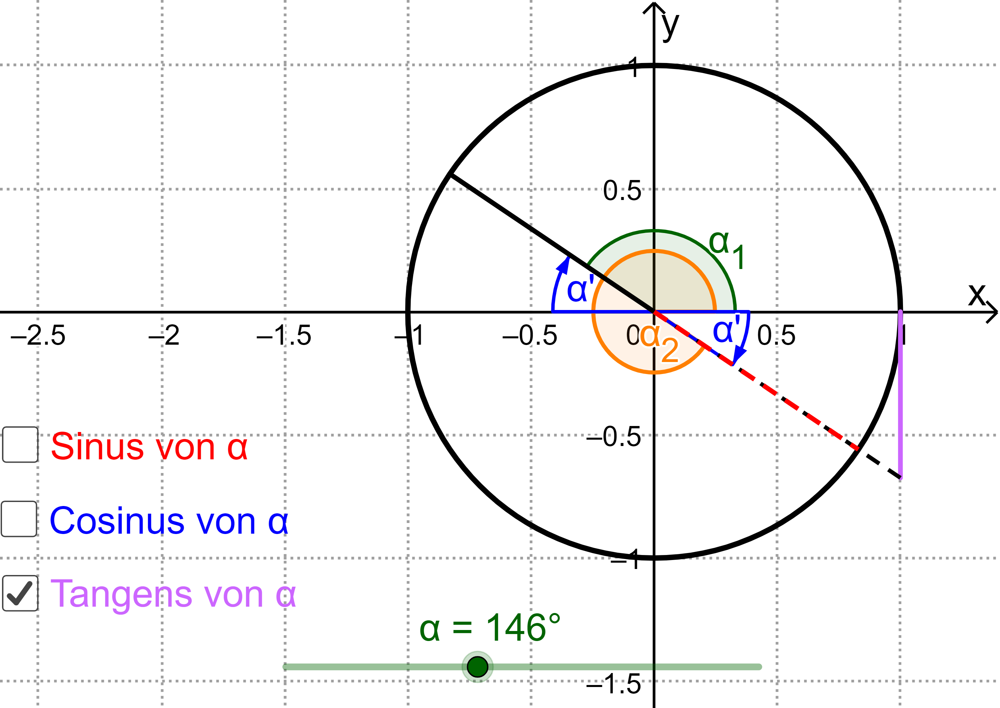 y
1
0.5
α1
α'
x
–2.5 –2 –1.5 –1 –0.5 0 0.5 1
α2
α'
–0.5
Sinus von α
Cosinus von α
–1
Tangens von α
α = 146°
–1.5